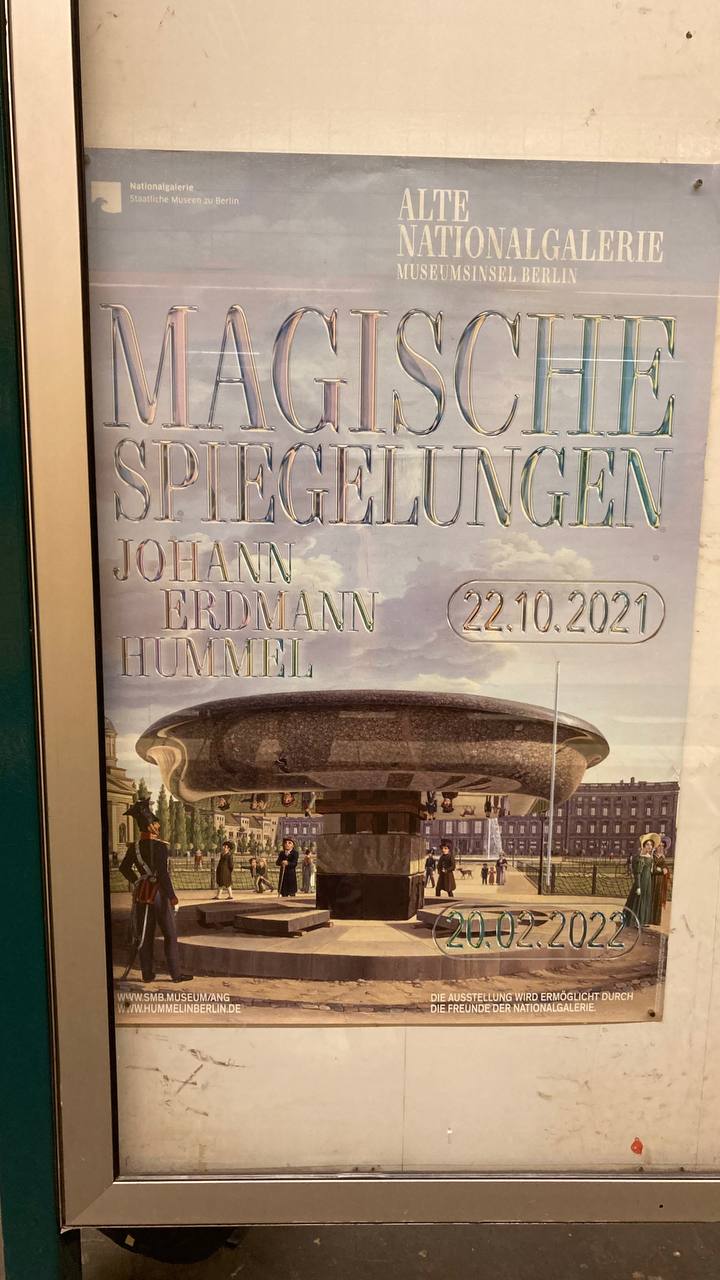 Nationalgalerie
Staatliche Museen zu Berlin
ALTE
NATIONALGALERIE
MUSEUMSINSEL BERLIN
MAGISCHE
SPIEGELUNGEN
JOHANN
ERDMANN
HUMMEL
22.10.2021
20.02.2022
WWW.SMB.MUSEUM/ANG
WWW.HUMMELINBERLIN.DE
DIE AUSSTELLUNG WIRD ERMÖGLICHT DURCH
DIE FREUNDE DER NATIONALGALERIE.